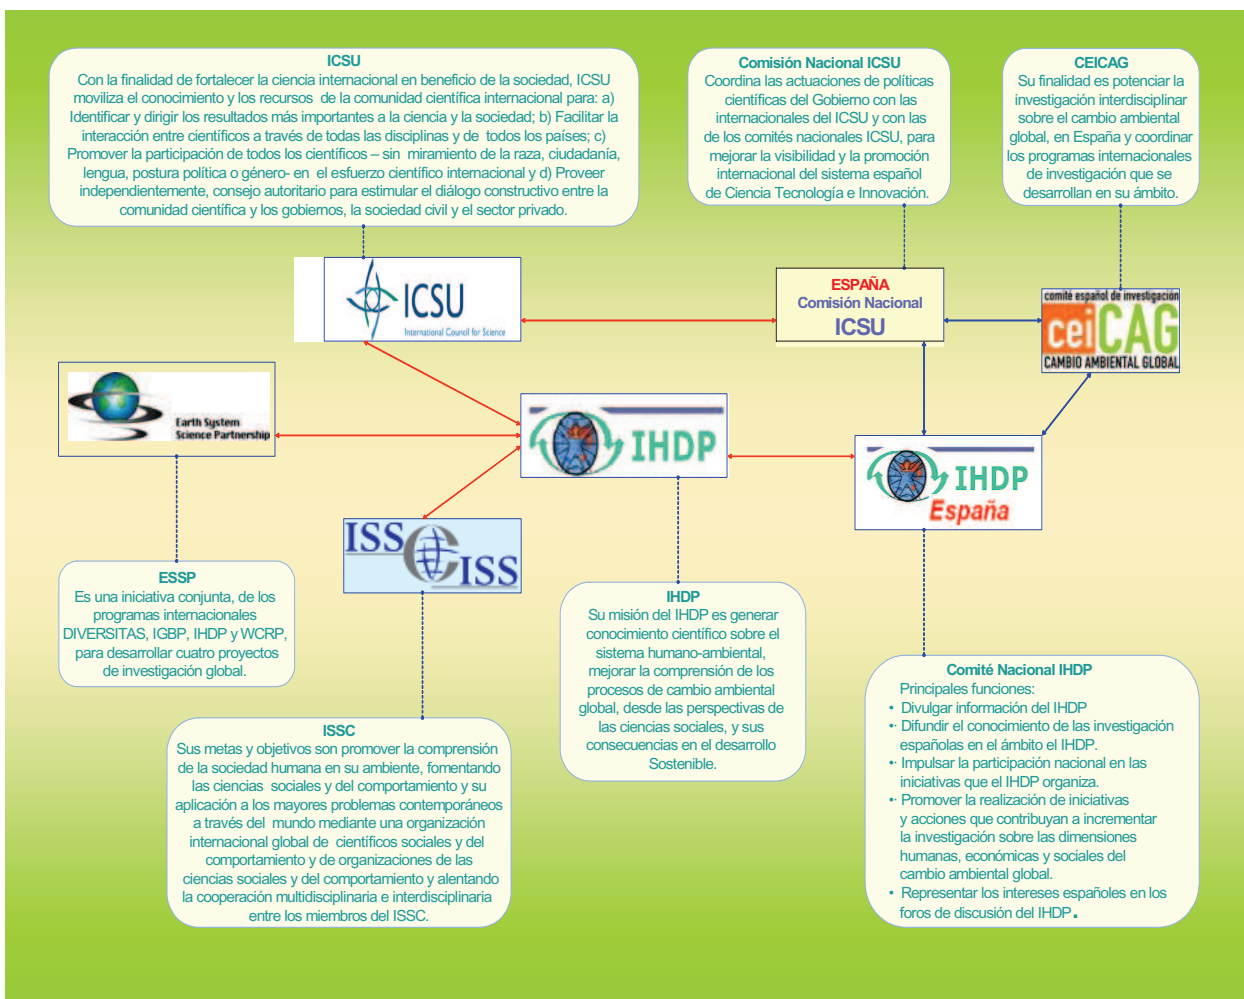 ICSU
Con la finalidad de fortalecer la ciencia internacional en beneficio de la sociedad, ICSU
moviliza el conocimiento y los recursos de la comunidad científica internacional para: a)
Identificar y dirigir los resultados más importantes a la ciencia y la sociedad; b) Facilitar la
interacción entre científicos a través de todas las disciplinas y de todos los países; c)
Promover la participación de todos los científicos – sin miramiento de la raza, ciudadanía,
lengua, postura política o género- en el esfuerzo científico internacional y d) Proveer
independientemente, consejo autoritario para estimular el diálogo constructivo entre la
comunidad científica y los gobiernos, la sociedad civil y el sector privado.
Comisión Nacional ICSU
Coordina las actuaciones de políticas
científicas del Gobierno con las
internacionales del ICSU y con las
de los comités nacionales ICSU, para
mejorar la visibilidad y la promoción
internacional del sistema español
de Ciencia Tecnología e Innovación.
CEICAG
Su finalidad es potenciar la
investigación interdisciplinar
sobre el cambio ambiental
global, en España y coordinar
los programas internacionales
de investigación que se
desarrollan en su ámbito.
ICSU
International Council for Science
ESPAÑA
Comisión Nacional
ICSU
comité español de investigación
ceiCAG
CAMBIO AMBIENTAL GLOBAL
Earth System
Science Partnership
IHDP
IHDP
España
ISSC
CISS
ESSP
Es una iniciativa conjunta, de los
programas internacionales
DIVERSITAS, IGBP, IHDP y WCRP,
para desarrollar cuatro proyectos
de investigación global.
IHDP
Su misión del IHDP es generar
conocimiento científico sobre el
sistema humano-ambiental,
mejorar la comprensión de los
procesos de cambio ambiental
global, desde las perspectivas de
las ciencias sociales, y sus
consecuencias en el desarrollo
Sostenible.
ISSC
Sus metas y objetivos son promover la comprensión
de la sociedad humana en su ambiente, fomentando
las ciencias sociales y del comportamiento y su
aplicación a los mayores problemas contemporáneos
a través del mundo mediante una organización
internacional global de científicos sociales y del
comportamiento y de organizaciones de las
ciencias sociales y del comportamiento y alentando
la cooperación multidisciplinaria e interdisciplinaria
entre los miembros del ISSC.
Comité Nacional IHDP
Principales funciones:
• Divulgar información del IHDP
•· Difundir el conocimiento de las investigación
españolas en el ámbito el IHDP.
•· Impulsar la participación nacional en las
iniciativas que el IHDP organiza.
•· Promover la realización de iniciativas
y acciones que contribuyan a incrementar
la investigación sobre las dimensiones
humanas, económicas y sociales del
cambio ambiental global.
• Representar los intereses españoles en los
foros de discusión del IHDP.